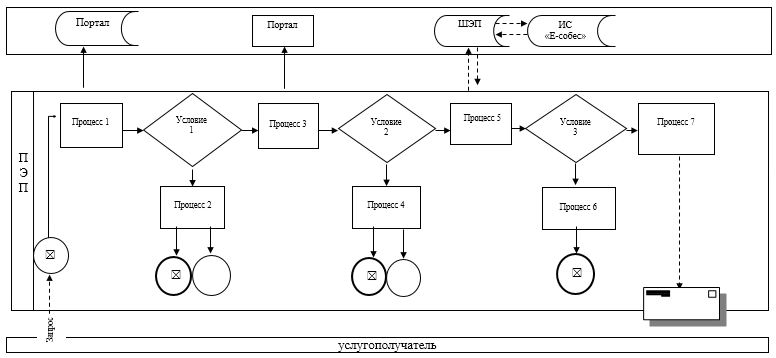 Портал
Портал
ШЭП
ИС
«Е-собес»
Процесс 1
Условие
1
Процесс 3
Условие
2
Процесс 5
Условие
3
Процесс 7
П
Э
П
Процесс 2
Процесс 4
Процесс 6
Запрос
услугополучатель